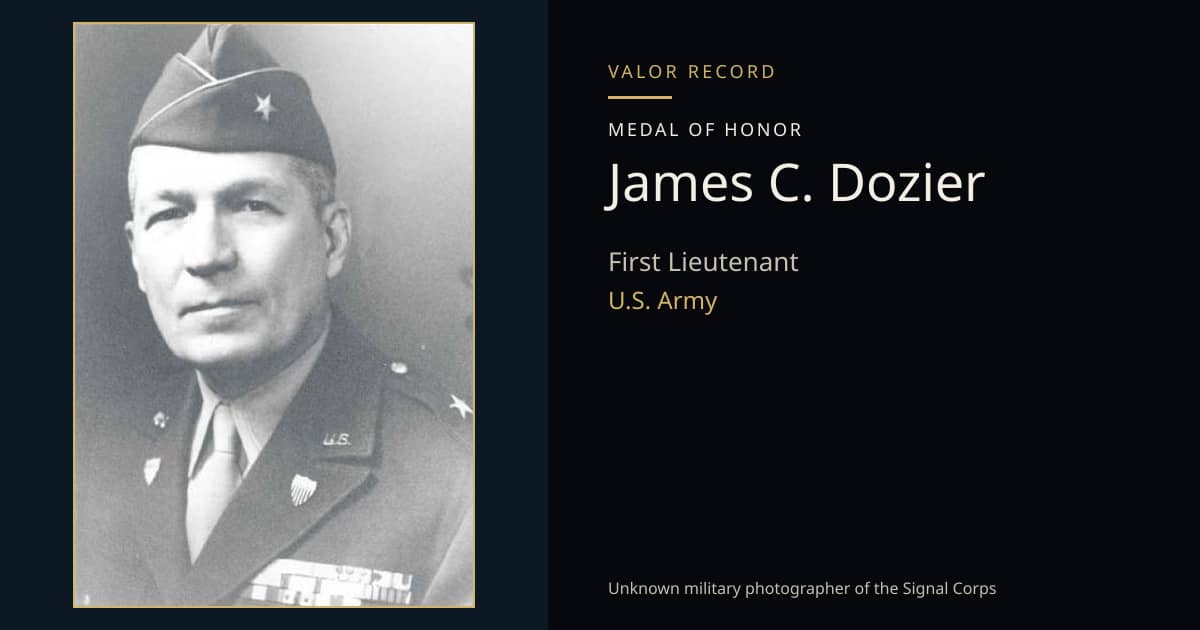 VALOR RECORD
MEDAL OF HONOR
James C. Dozier
First Lieutenant
U.S. Army
U.S.
Unknown military photographer of the Signal Corps